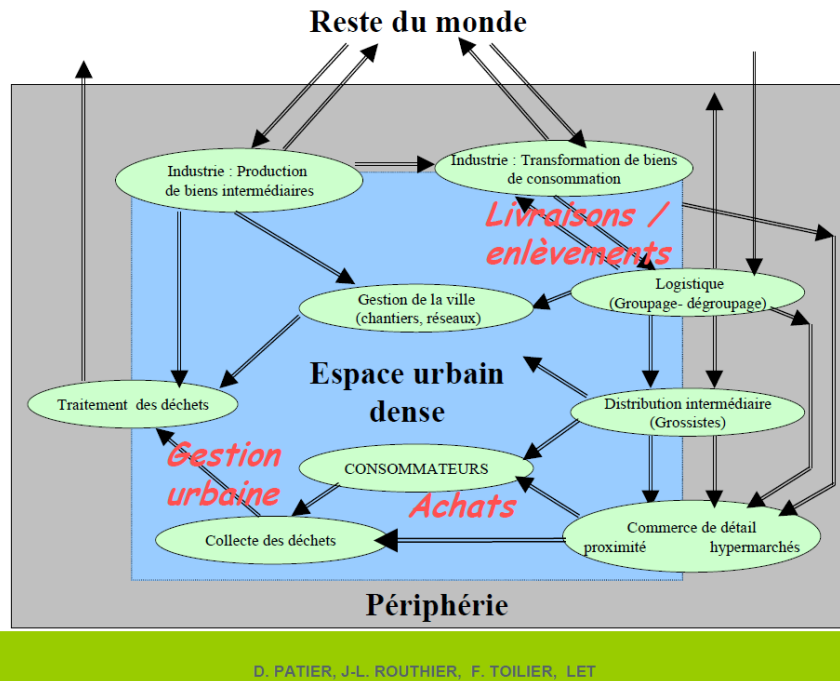 Reste du monde
Industrie : Production
de biens intermédiaires
Industrie : Transformation de biens
de consommation
Livraisons /
enlèvements
Logistique
(Groupage- dégroupage)
Gestion de la ville
(chantiers, réseaux)
Espace urbain
dense
Traitement des déchets
Distribution intermédiaire
(Grossistes)
Gestion
urbaine
CONSOMMATEURS
Achats
Collecte des déchets
Commerce de détail
proximité hypermarchés
Périphérie
D. PATIER, J-L. ROUTHIER, F. TOILIER, LET